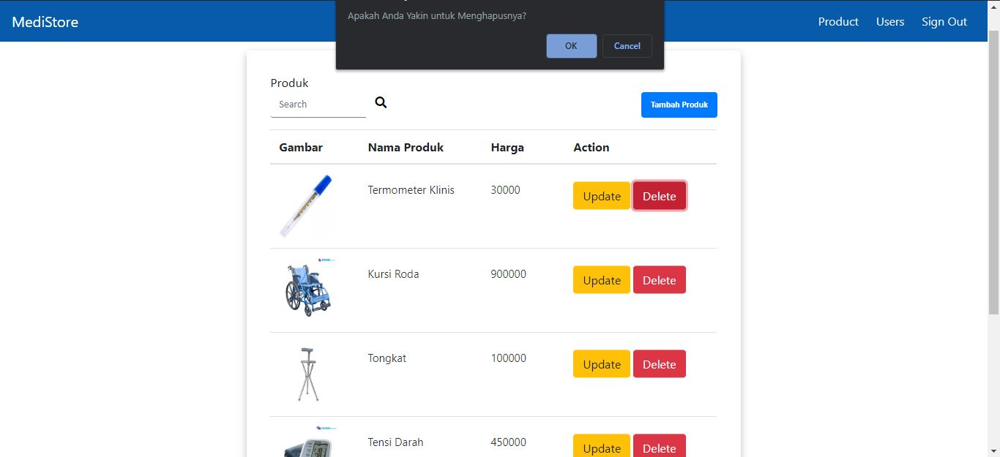 MediStore
Product Users Sign Out
Apakah Anda Yakin untuk Menghapusnya?
OK Cancel
Produk
Search
Tambah Produk
Gambar Nama Produk Harga Action
Termometer Klinis 30000 Update Delete
Kursi Roda 900000 Update Delete
Tongkat 100000 Update Delete
Tensi Darah 450000 Update Delete